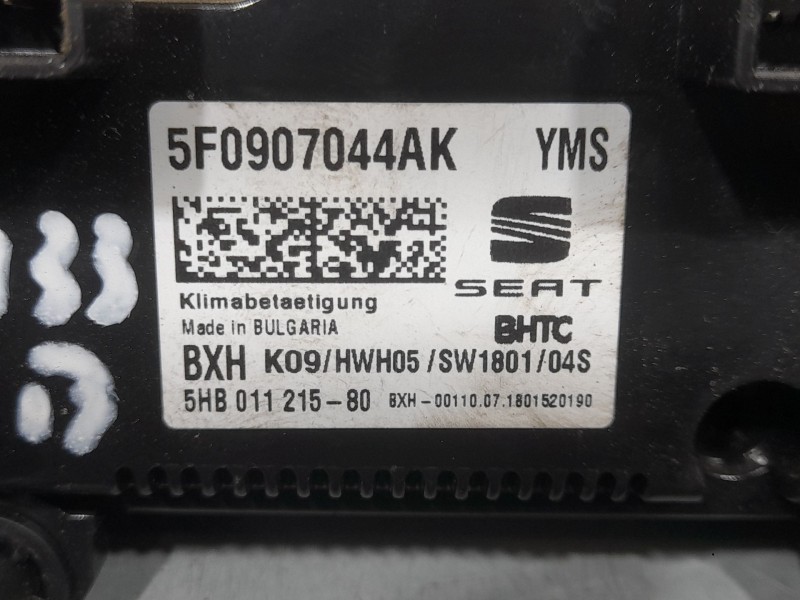 5F0907044AK YMS
SEAT
Klimabetaetigung
Made in BULGARIA BHTC
BXH K09/HWH05/SW1801/04S
5HB 011 215-80 BXH-00110.07.1801520190
33